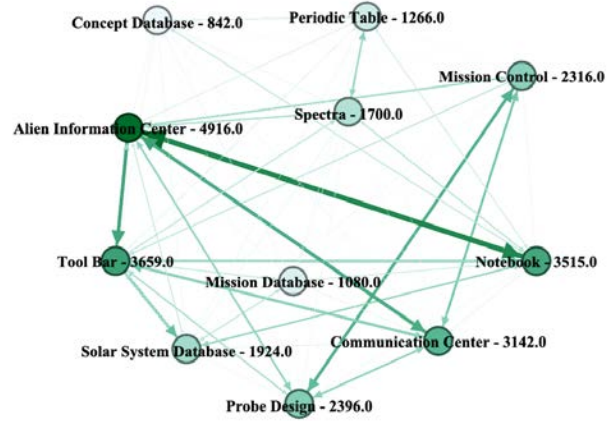 Concept Database - 842.0
Periodic Table - 1266.0
Mission Control - 2316.0
Spectra - 1700.0
Alien Information Center - 4916.0
Tool Bar - 3659.0
Notebook - 3515.0
Mission Database - 1080.0
Communication Center - 3142.0
Solar System Database - 1924.0
Probe Design - 2396.0